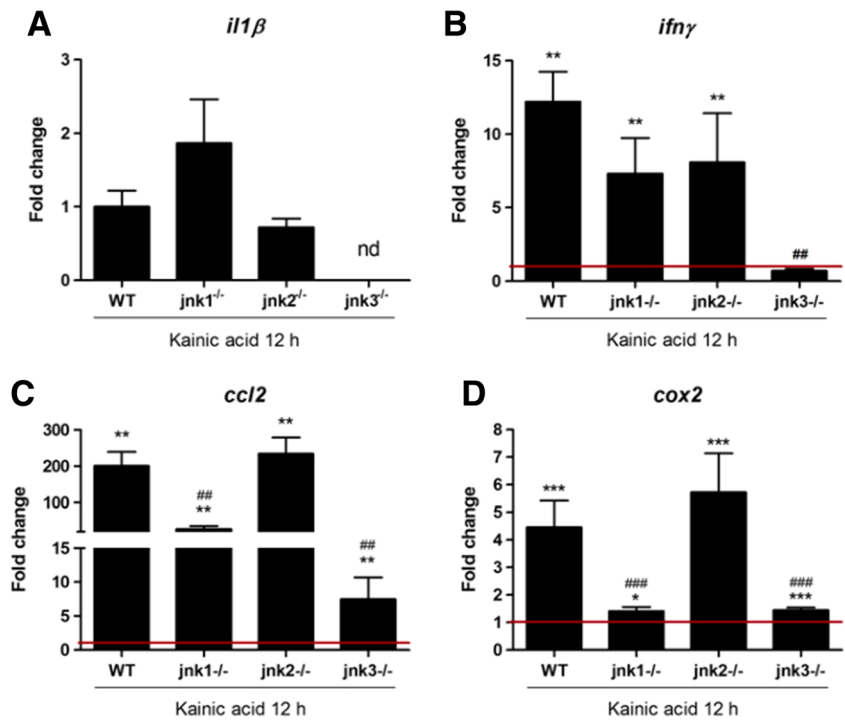 A
il1β
Fold change
3
2
1
0
nd
WT jnk1-/- jnk2-/- jnk3-/-
Kainic acid 12 h
B
ifnγ
Fold change
15
10
5
0
**
**
**
##
WT jnk1-/- jnk2-/- jnk3-/-
Kainic acid 12 h
C
ccl2
Fold change
300
200
100
15
10
5
0
**
##
**
**
##
**
WT jnk1-/- jnk2-/- jnk3-/-
Kainic acid 12 h
D
cox2
Fold change
8
7
6
5
4
3
2
1
0
***
###
*
***
###
***
WT jnk1-/- jnk2-/- jnk3-/-
Kainic acid 12 h